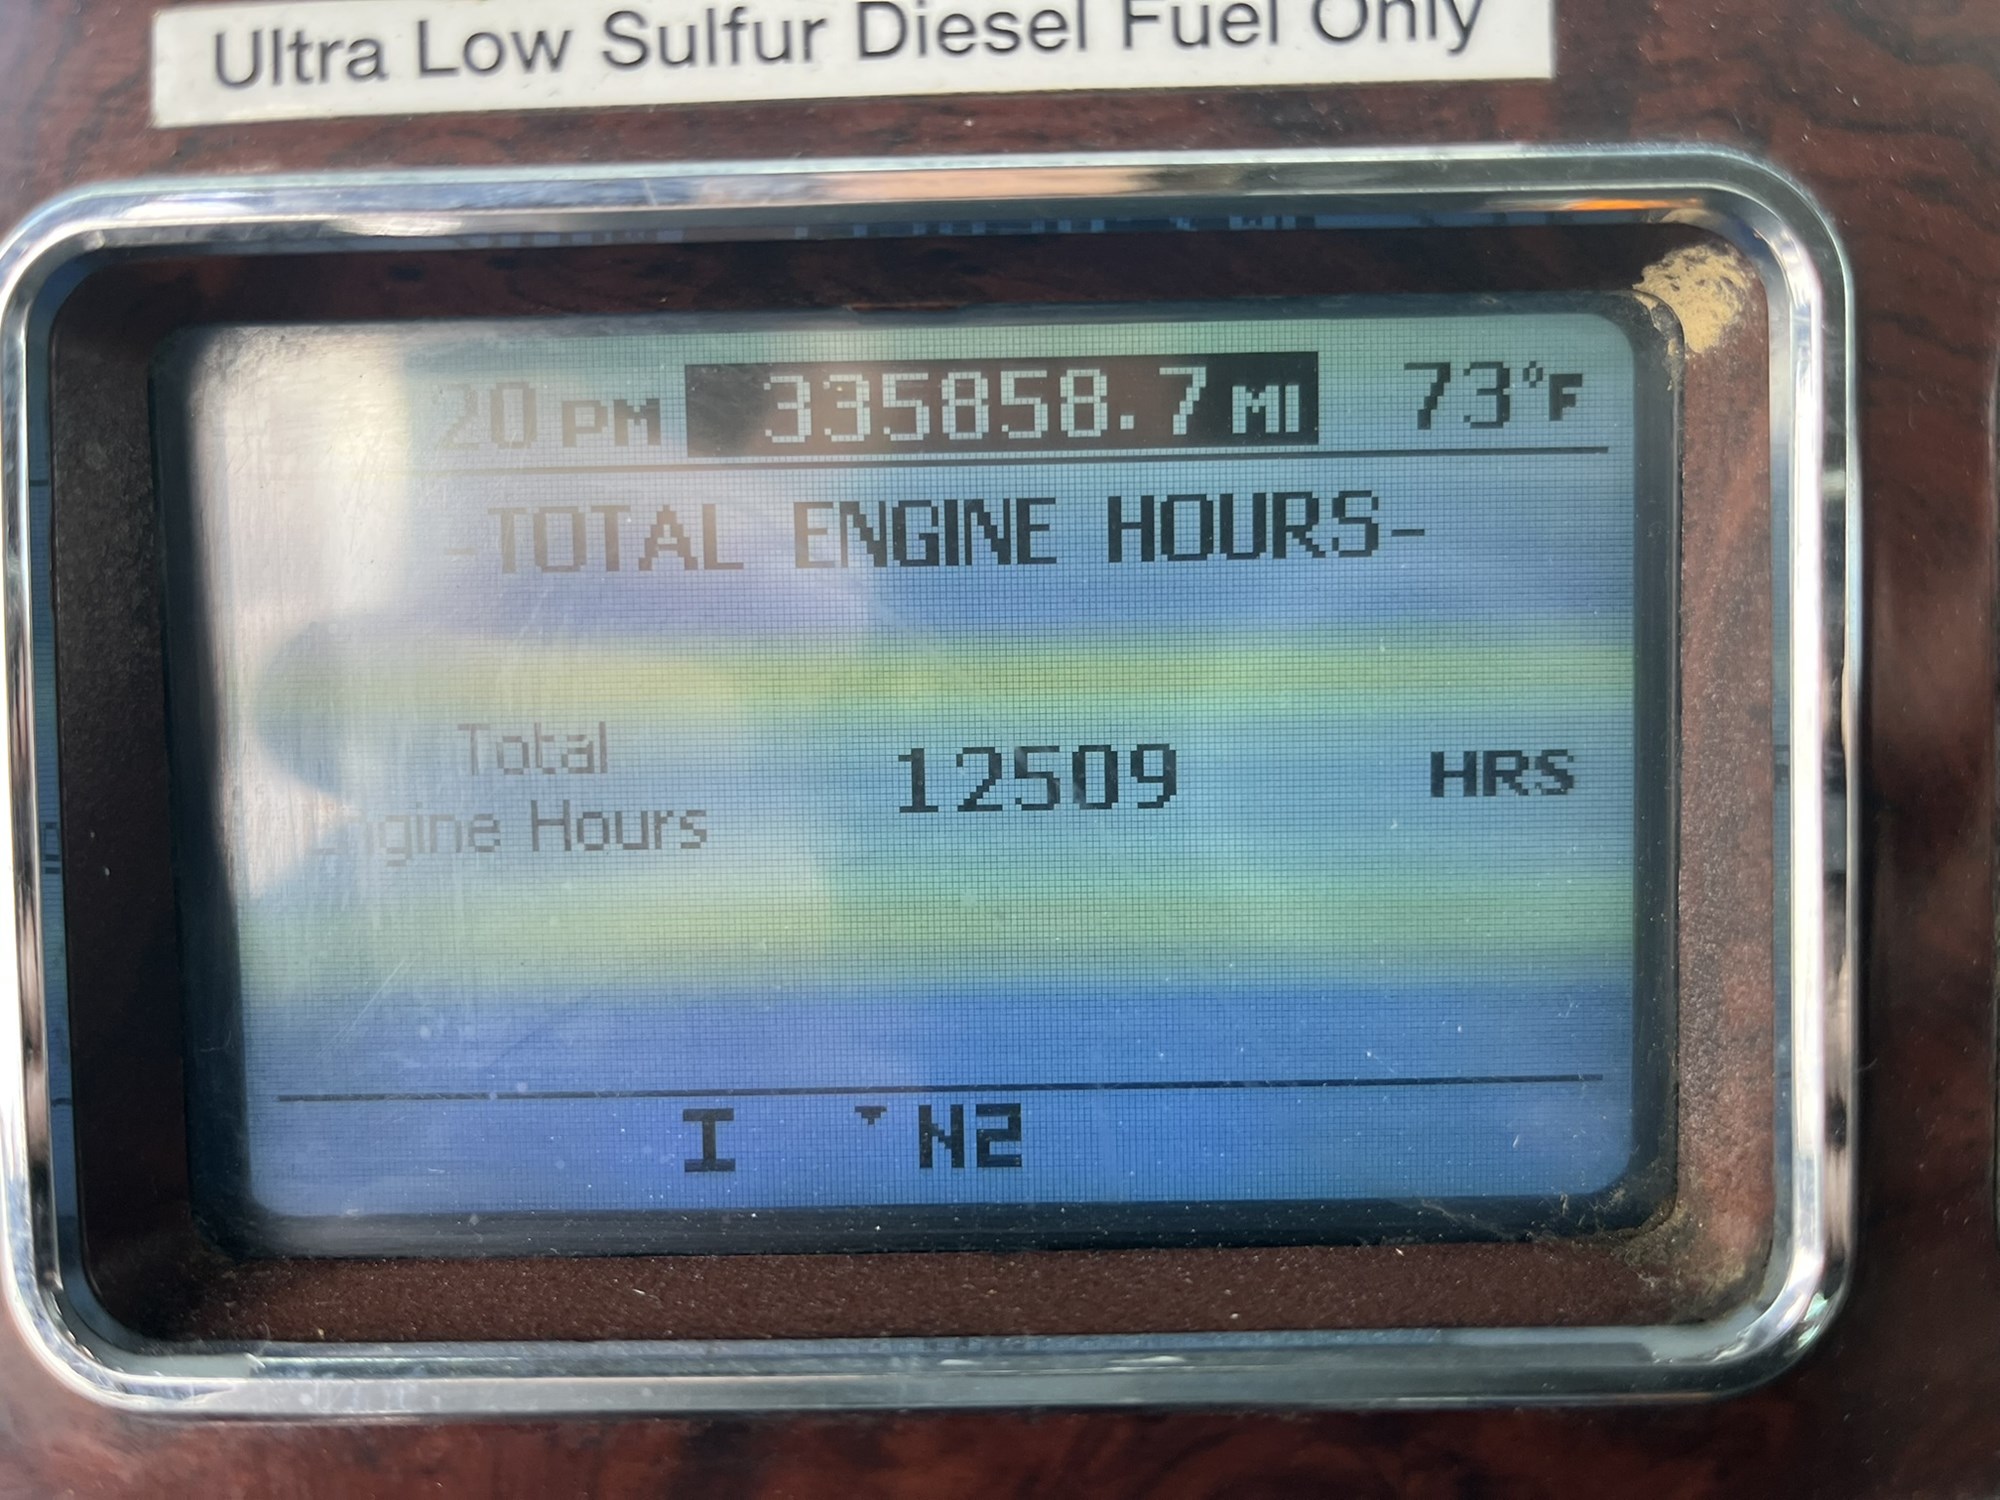 Ultra Low Sulfur Diesel Fuel Only
20 PM 335858.7 MI 73°F
-TOTAL ENGINE HOURS-
Total 12509 HRS
Engine Hours
I N2